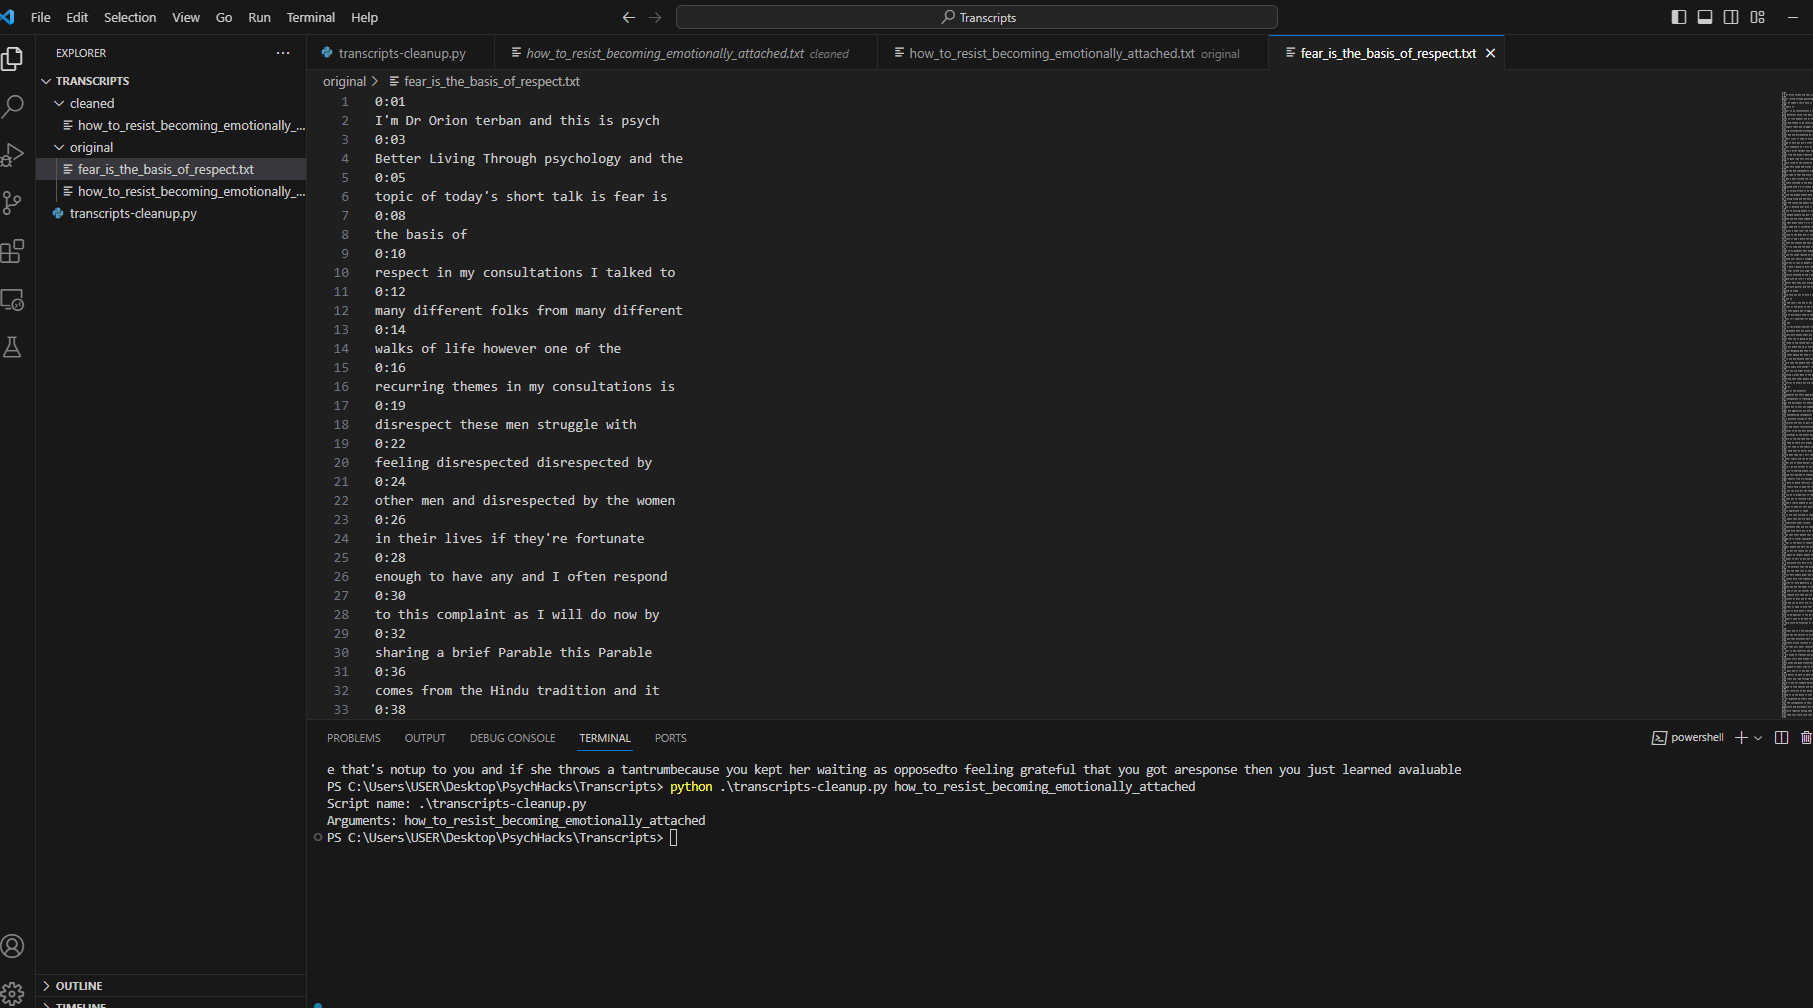 File Edit Selection View Go Run Terminal Help
Transcripts
EXPLORER
TRANSCRIPTS
cleaned
how_to_resist_becoming_emotionally_...
original
fear_is_the_basis_of_respect.txt
how_to_resist_becoming_emotionally_...
transcripts-cleanup.py
transcripts-cleanup.py
how_to_resist_becoming_emotionally_attached.txt cleaned
how_to_resist_becoming_emotionally_attached.txt original
fear_is_the_basis_of_respect.txt
original > fear_is_the_basis_of_respect.txt
1 0:01
2 I'm Dr Orion terban and this is psych
3 0:03
4 Better Living Through psychology and the
5 0:05
6 topic of today's short talk is fear is
7 0:08
8 the basis of
9 0:10
10 respect in my consultations I talked to
11 0:12
12 many different folks from many different
13 0:14
14 walks of life however one of the
15 0:16
16 recurring themes in my consultations is
17 0:19
18 disrespect these men struggle with
19 0:22
20 feeling disrespected disrespected by
21 0:24
22 other men and disrespected by the women
23 0:26
24 in their lives if they're fortunate
25 0:28
26 enough to have any and I often respond
27 0:30
28 to this complaint as I will do now by
29 0:32
30 sharing a brief Parable this Parable
31 0:36
32 comes from the Hindu tradition and it
33 0:38
PROBLEMS OUTPUT DEBUG CONSOLE TERMINAL PORTS
powershell
e that's notup to you and if she throws a tantrumbecause you kept her waiting as opposedto feeling grateful that you got aresponse then you just learned avaluable
PS C:\Users\USER\Desktop\PsychHacks\Transcripts> python .\transcripts-cleanup.py how_to_resist_becoming_emotionally_attached
Script name: .\transcripts-cleanup.py
Arguments: how_to_resist_becoming_emotionally_attached
PS C:\Users\USER\Desktop\PsychHacks\Transcripts>
OUTLINE
TIMELINE